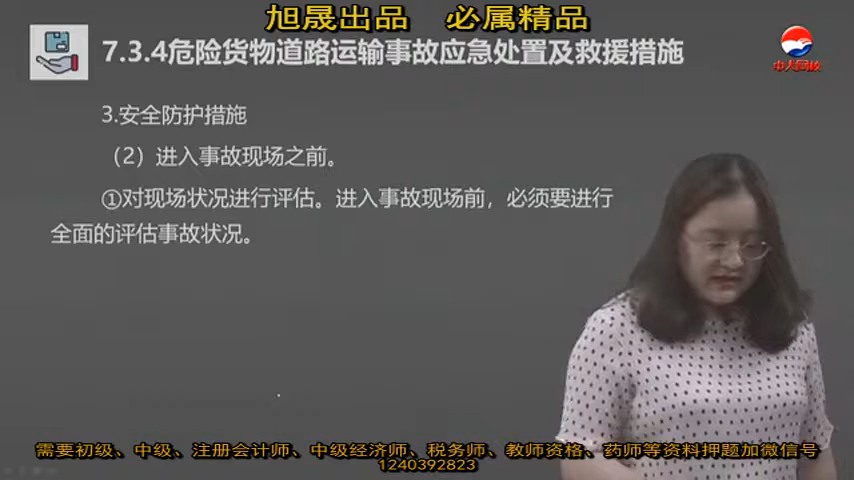 旭晟出品 必属精品
7.3.4危险货物道路运输事故应急处置及救援措施
中大网校
3.安全防护措施
（2）进入事故现场之前。
①对现场状况进行评估。进入事故现场前，必须要进行
全面的评估事故状况。
需要初级、中级、注册会计师、中级经济师、税务师、教师资格、药师等资料押题加微信号
1240392823